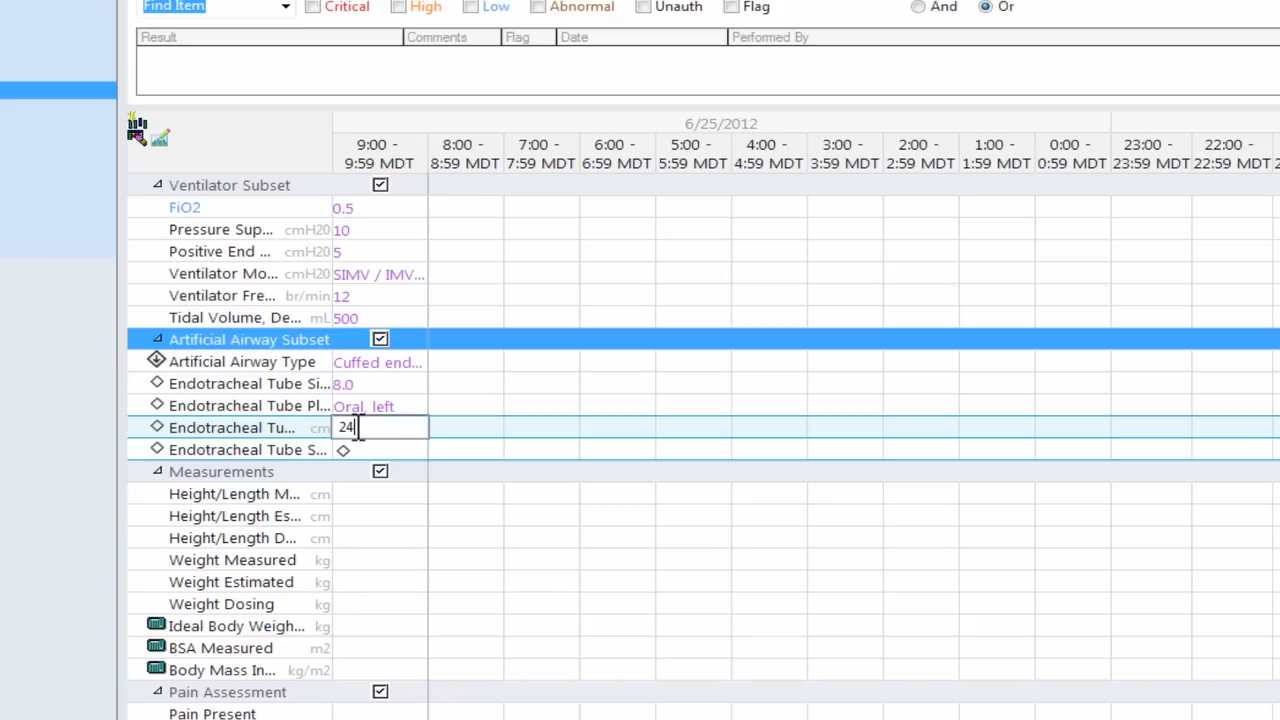 Find Item Critical High Low Abnormal Unauth Flag And Or
Result Comments Flag Date Performed By
6/25/2012
9:00 - 8:00 - 7:00 - 6:00 - 5:00 - 4:00 - 3:00 - 2:00 - 1:00 - 0:00 - 23:00 - 22:00 -
9:59 MDT 8:59 MDT 7:59 MDT 6:59 MDT 5:59 MDT 4:59 MDT 3:59 MDT 2:59 MDT 1:59 MDT 0:59 MDT 23:59 MDT 22:59 MDT 2
Ventilator Subset
FiO2 0.5
Pressure Sup... cmH20 10
Positive End ... cmH20 5
Ventilator Mo... cmH20 SIMV / IMV...
Ventilator Fre... br/min 12
Tidal Volume, De... mL 500
Artificial Airway Subset
Artificial Airway Type Cuffed end...
Endotracheal Tube Si... 8.0
Endotracheal Tube Pl... Oral, left
Endotracheal Tu... cm 24
Endotracheal Tube S...
Measurements
Height/Length M... cm
Height/Length Es... cm
Height/Length D... cm
Weight Measured kg
Weight Estimated kg
Weight Dosing kg
Ideal Body Weigh... kg
BSA Measured m2
Body Mass In... kg/m2
Pain Assessment
Pain Present